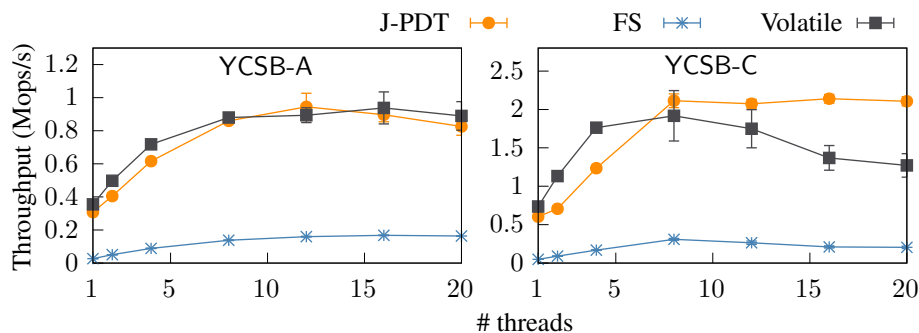 J-PDT FS Volatile
Throughput (Mops/s)
YCSB-A
1.2
1
0.8
0.6
0.4
0.2
0
1 5 10 15 20
YCSB-C
2.5
2
1.5
1
0.5
0
1 5 10 15 20
# threads